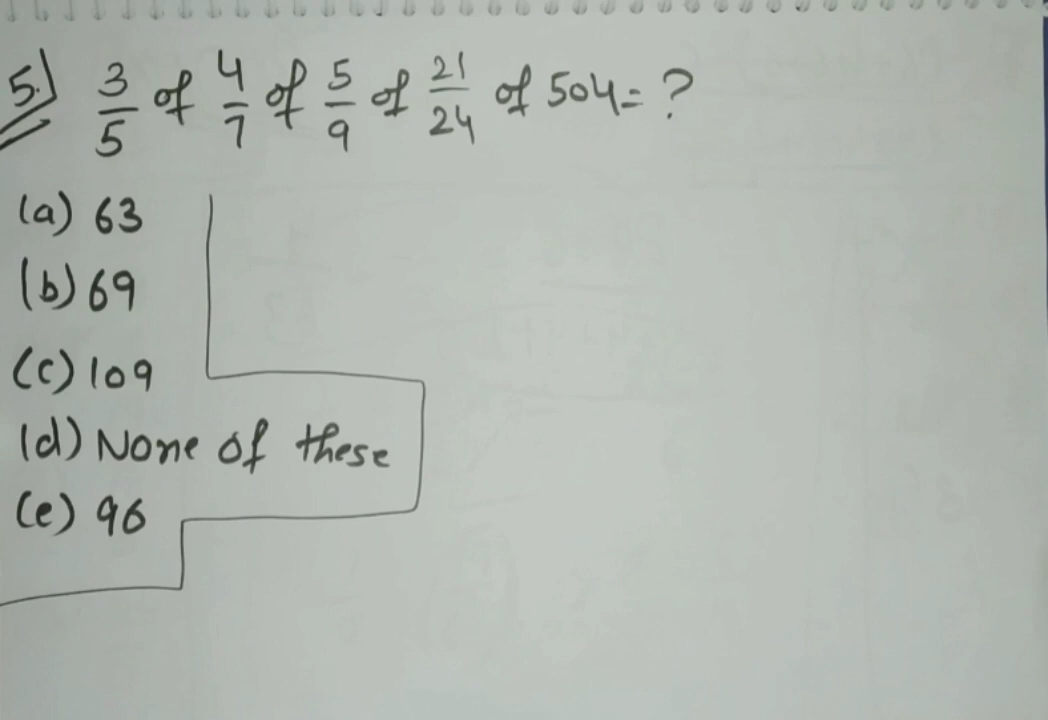 5.) 3/5 of 4/7 of 5/9 of 21/24 of 504 = ?
(a) 63
(b) 69
(c) 109
(d) None of these
(e) 96